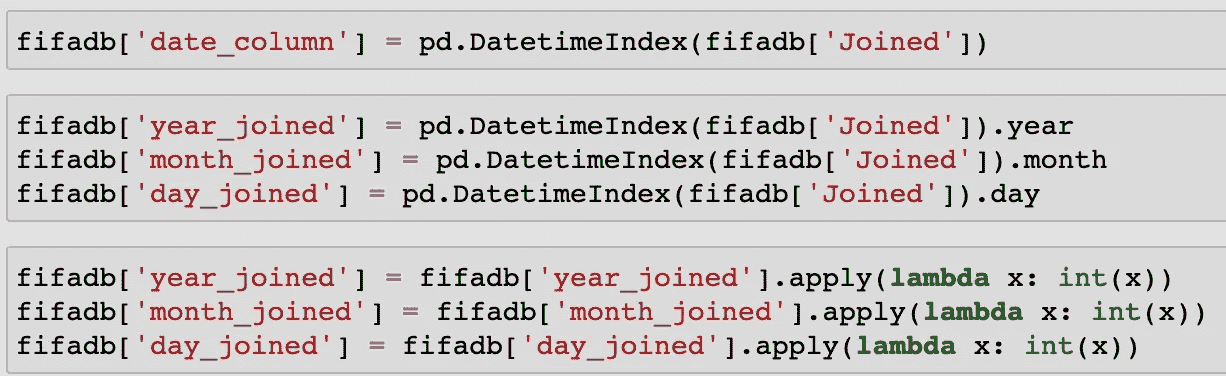 fifadb['date_column'] = pd.DatetimeIndex(fifadb['Joined'])
fifadb['year_joined'] = pd.DatetimeIndex(fifadb['Joined']).year
fifadb['month_joined'] = pd.DatetimeIndex(fifadb['Joined']).month
fifadb['day_joined'] = pd.DatetimeIndex(fifadb['Joined']).day
fifadb['year_joined'] = fifadb['year_joined'].apply(lambda x: int(x))
fifadb['month_joined'] = fifadb['month_joined'].apply(lambda x: int(x))
fifadb['day_joined'] = fifadb['day_joined'].apply(lambda x: int(x))